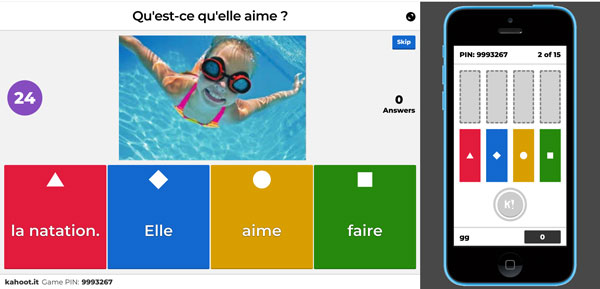 Qu'est-ce qu'elle aime ?
Skip
24
0
Answers
la natation.
Elle
aime
faire
kahoot.it Game PIN: 9993267
PIN: 9993267 2 of 15
K!
gg 0